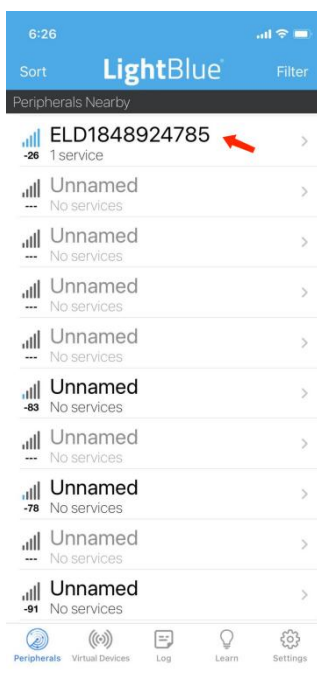 6:26
Sort LightBlue Filter
Peripherals Nearby
ELD1848924785
-26 1 service
Unnamed
--- No services
Unnamed
--- No services
Unnamed
--- No services
Unnamed
--- No services
Unnamed
-83 No services
Unnamed
--- No services
Unnamed
-78 No services
Unnamed
--- No services
Unnamed
-91 No services
Peripherals Virtual Devices Log Learn Settings